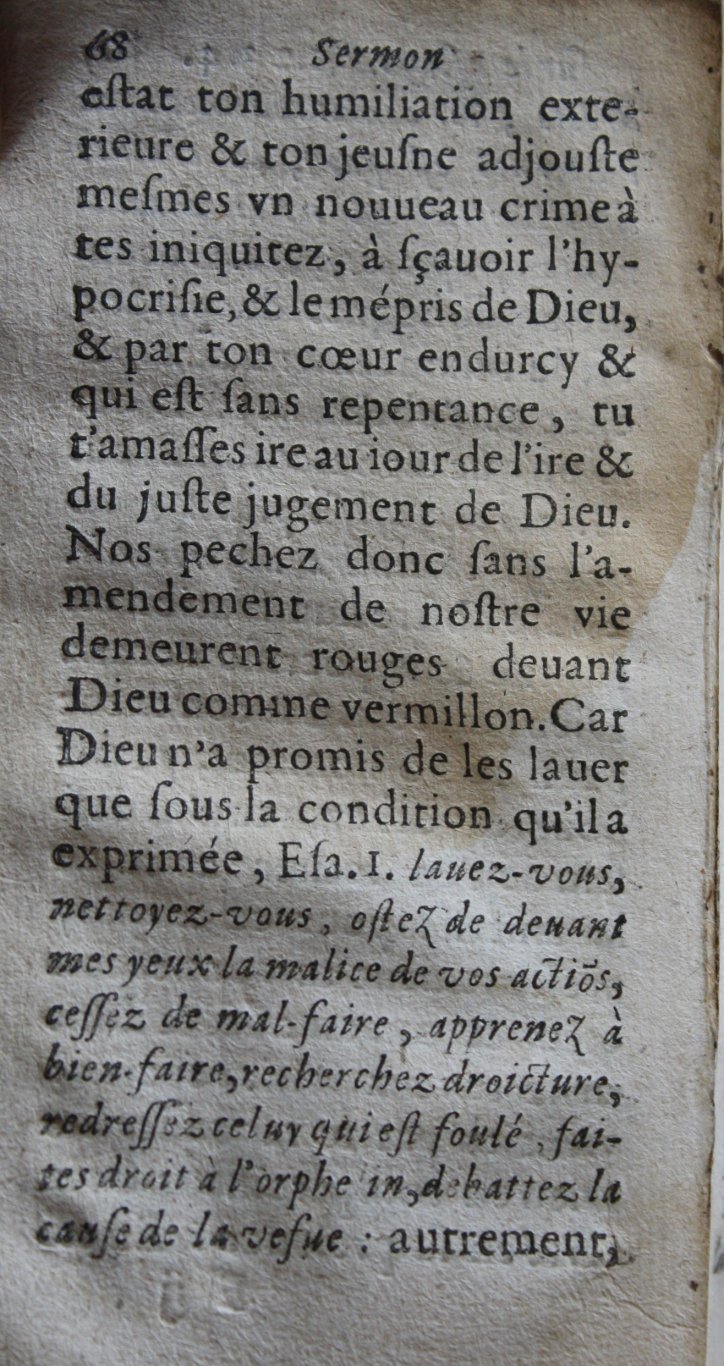 68 Sermon
eſtat ton humiliation exte-
rieure & ton jeuſne adjouſte
meſmes vn nouueau crime à
tes iniquitez, à ſçauoir l'hy-
pocriſie, & le mépris de Dieu,
& par ton cœur endurcy &
qui eſt ſans repentance, tu
t'amaſſes ire au iour de l'ire &
du juſte jugement de Dieu.
Nos pechez donc ſans l'a-
mendement de noſtre vie
demeurent rouges deuant
Dieu comme vermillon. Car
Dieu n'a promis de les lauer
que ſous la condition qu'il a
exprimée, Eſa. 1. lauez-vous,
nettoyez-vous, oſtez de deuant
mes yeux la malice de vos actiõs,
ceſſez de mal-faire, apprenez à
bien-faire, recherchez droicture,
redreſſez celuy qui eſt foulé, fai-
tes droit à l'orphe in, debattez la
cauſe de la veſue : autrement,